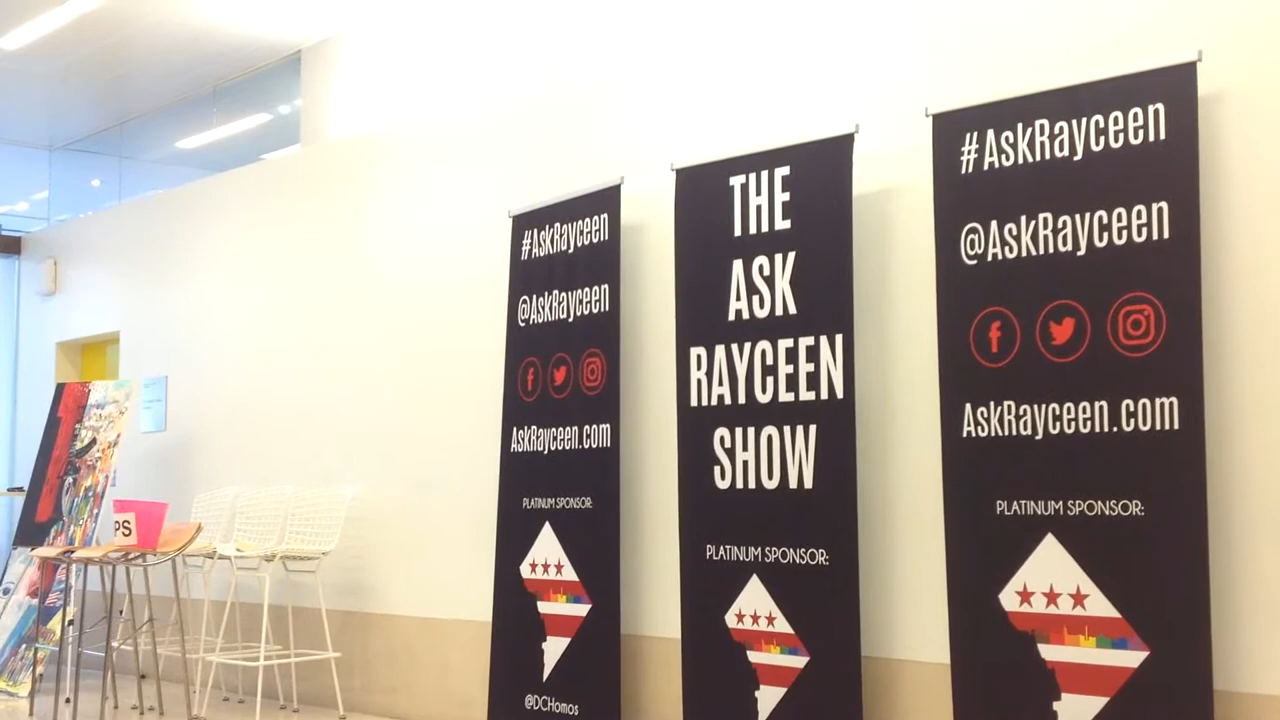 #AskRayceen
@AskRayceen
AskRayceen.com
PLATINUM SPONSOR:
@DCHomos
THE
ASK
RAYCEEN
SHOW
PLATINUM SPONSOR:
#AskRayceen
@AskRayceen
AskRayceen.com
PLATINUM SPONSOR:
PS